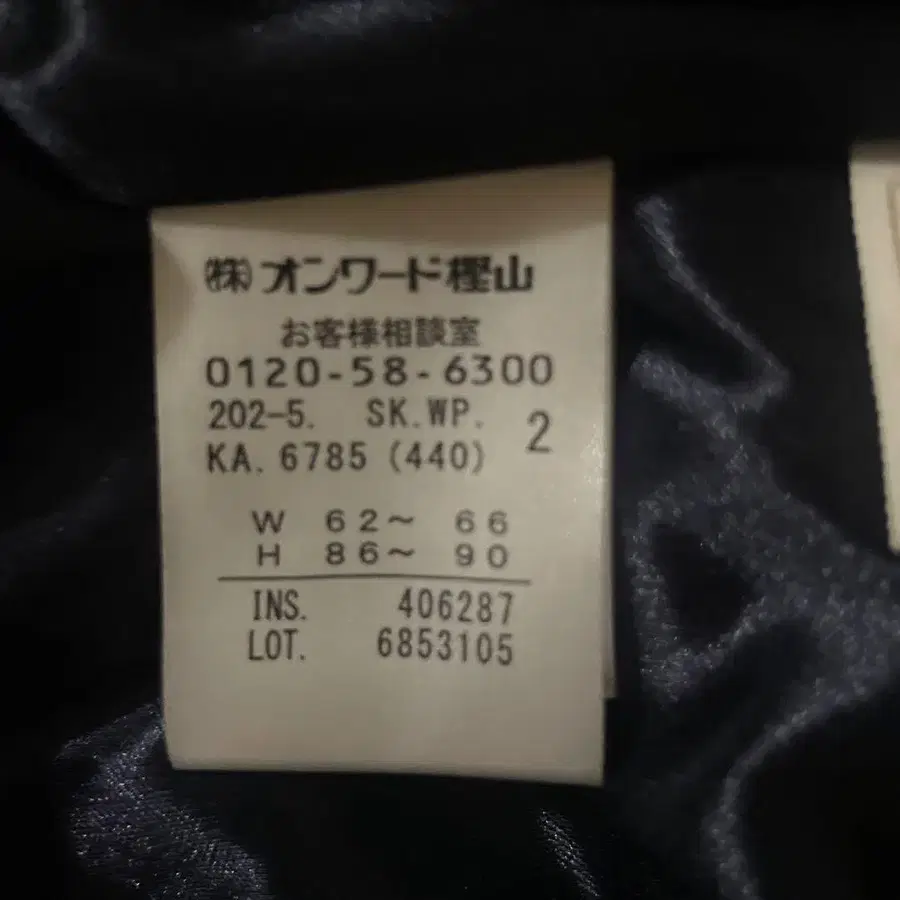 ㈱オンワード樫山
お客様相談室
0120-58-6300
202-5. SK.WP. 2
KA. 6785 (440)
W 62〜 66
H 86〜 90
INS. 406287
LOT. 6853105